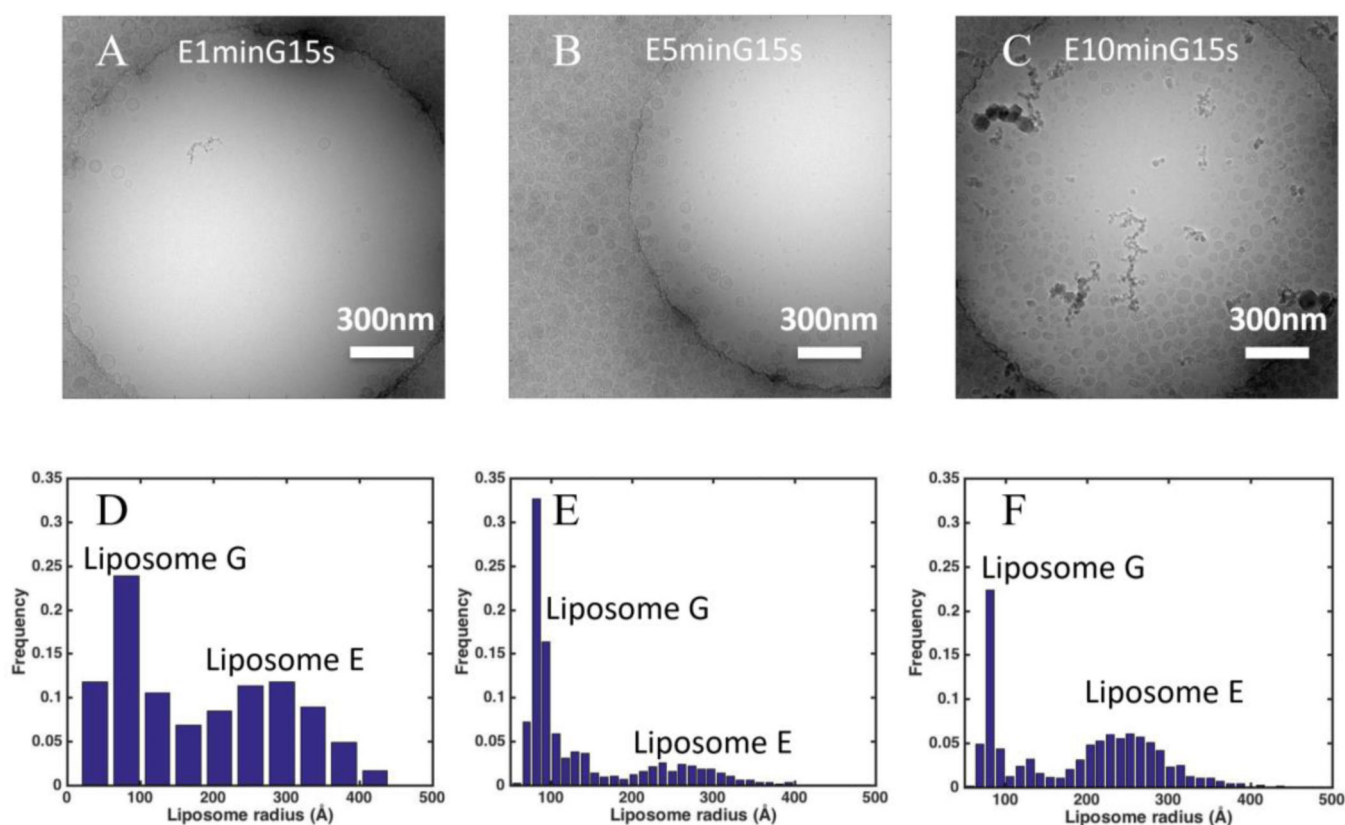 A
E1minG15s
300nm
B
E5minG15s
300nm
C
E10minG15s
300nm
D
Liposome G
Liposome E
Frequency
0.35
0.3
0.25
0.2
0.15
0.1
0.05
0
0 100 200 300 400 500
Liposome radius (Å)
E
Liposome G
Liposome E
Frequency
0.35
0.3
0.25
0.2
0.15
0.1
0.05
0
100 200 300 400 500
Liposome radius (Å)
F
Liposome G
Liposome E
Frequency
0.35
0.3
0.25
0.2
0.15
0.1
0.05
0
100 200 300 400 500
Liposome radius (Å)